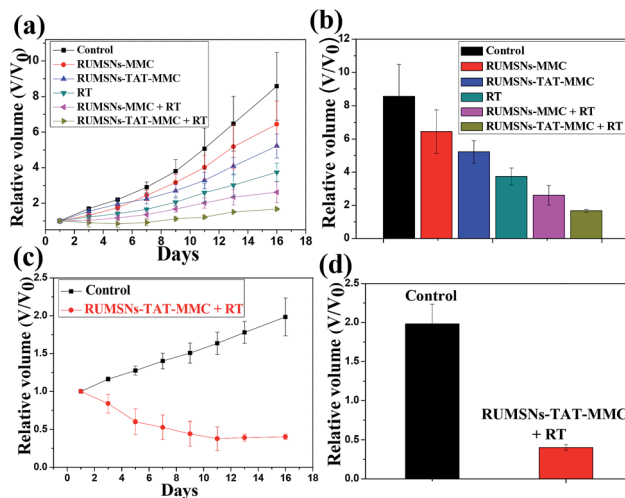 (a)
Relative volume (V/V0)
10
8
6
4
2
Control
RUMSNs-MMC
RUMSNs-TAT-MMC
RT
RUMSNs-MMC + RT
RUMSNs-TAT-MMC + RT
0 2 4 6 8 10 12 14 16 18
Days
(b)
Relative volume (V/V0)
12
10
8
6
4
2
0
Control
RUMSNs-MMC
RUMSNs-TAT-MMC
RT
RUMSNs-MMC + RT
RUMSNs-TAT-MMC + RT
(c)
Relative volume (V/V0)
2.5
2.0
1.5
1.0
0.5
0.0
Control
RUMSNs-TAT-MMC + RT
0 2 4 6 8 10 12 14 16 18
Days
(d)
Relative volume (V/V0)
2.5
2.0
1.5
1.0
0.5
0.0
Control
RUMSNs-TAT-MMC
+ RT